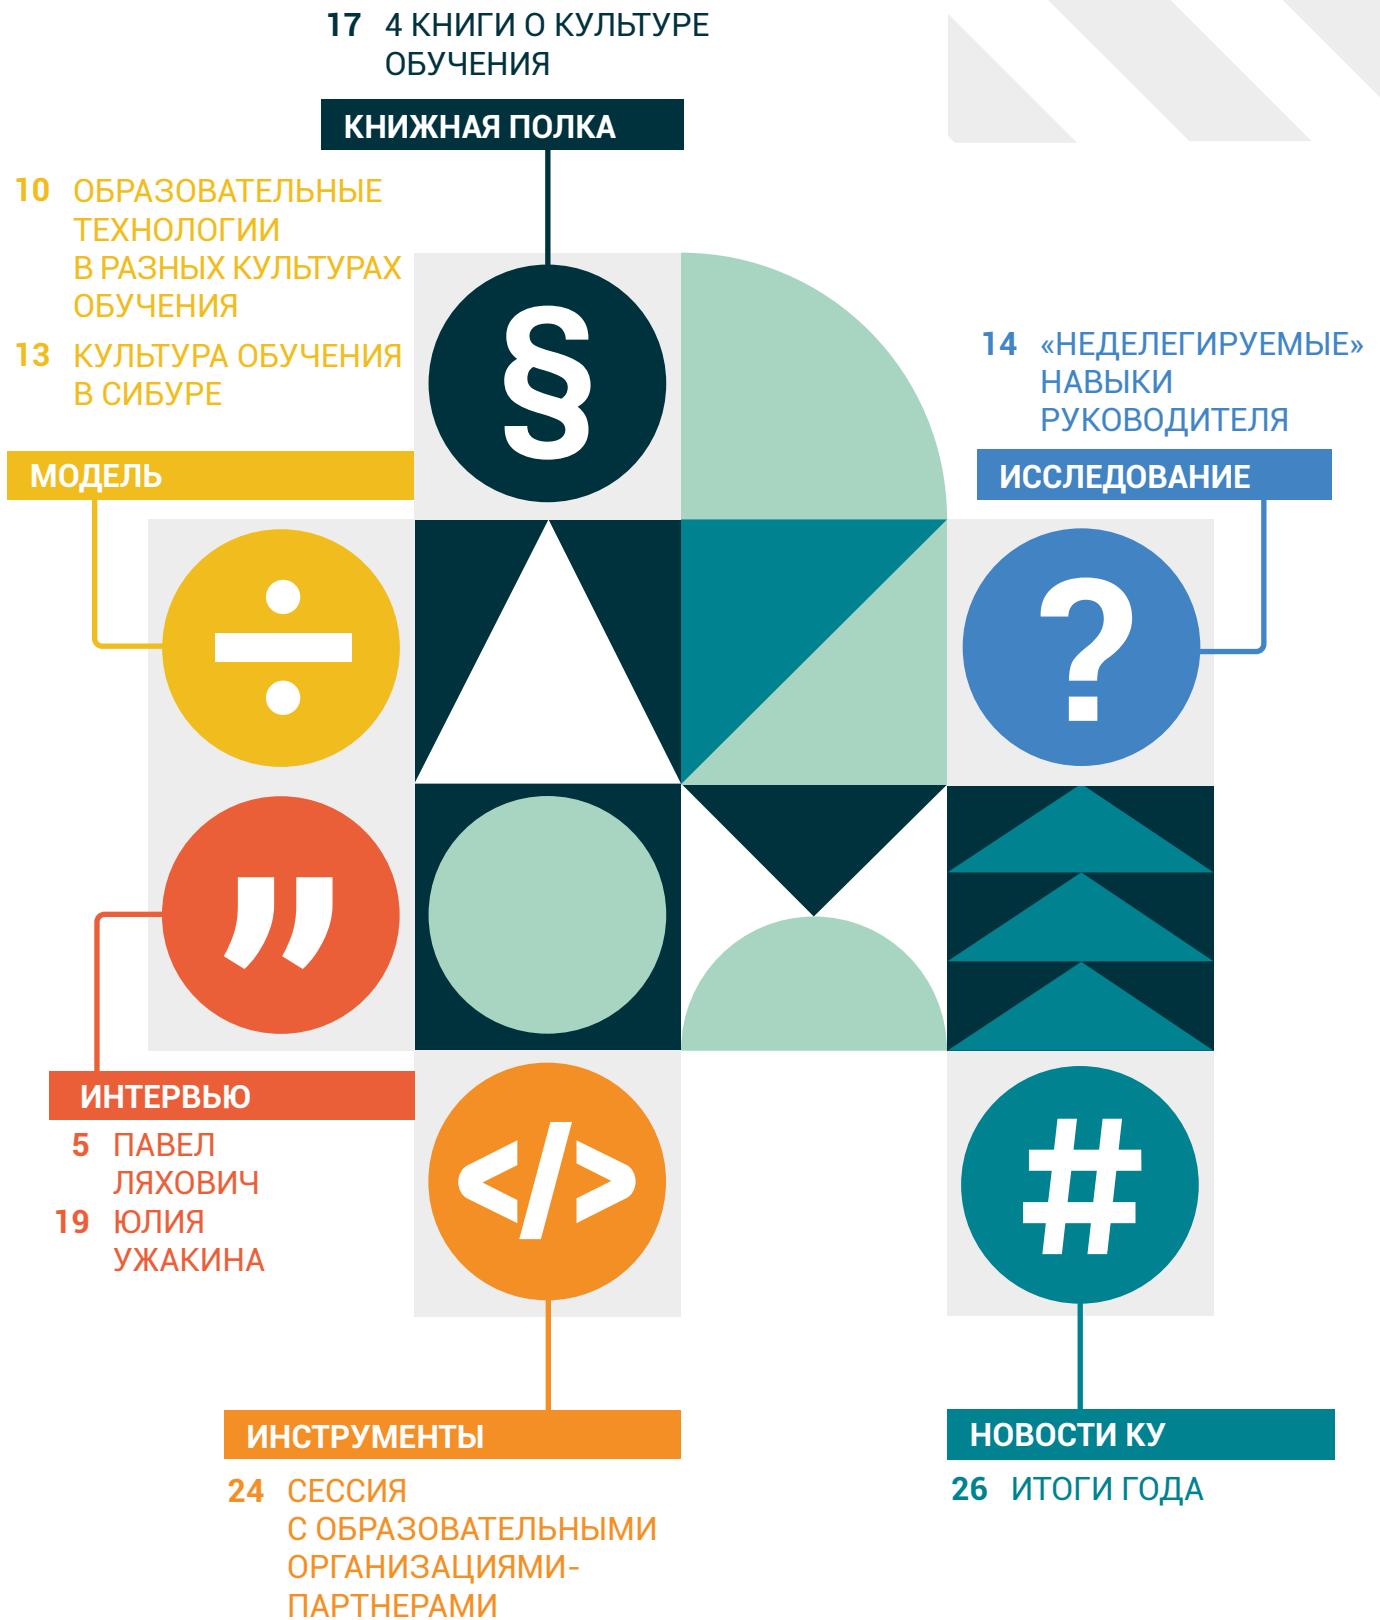 17 4 КНИГИ О КУЛЬТУРЕ
ОБУЧЕНИЯ
КНИЖНАЯ ПОЛКА
10 ОБРАЗОВАТЕЛЬНЫЕ
ТЕХНОЛОГИИ
В РАЗНЫХ КУЛЬТУРАХ
ОБУЧЕНИЯ
13 КУЛЬТУРА ОБУЧЕНИЯ
В СИБУРЕ
МОДЕЛЬ
14 «НЕДЕЛЕГИРУЕМЫЕ»
НАВЫКИ
РУКОВОДИТЕЛЯ
ИССЛЕДОВАНИЕ
§
÷
?
”
</>
#
ИНТЕРВЬЮ
5 ПАВЕЛ
ЛЯХОВИЧ
19 ЮЛИЯ
УЖАКИНА
ИНСТРУМЕНТЫ
24 СЕССИЯ
С ОБРАЗОВАТЕЛЬНЫМИ
ОРГАНИЗАЦИЯМИ-
ПАРТНЕРАМИ
НОВОСТИ КУ
26 ИТОГИ ГОДА